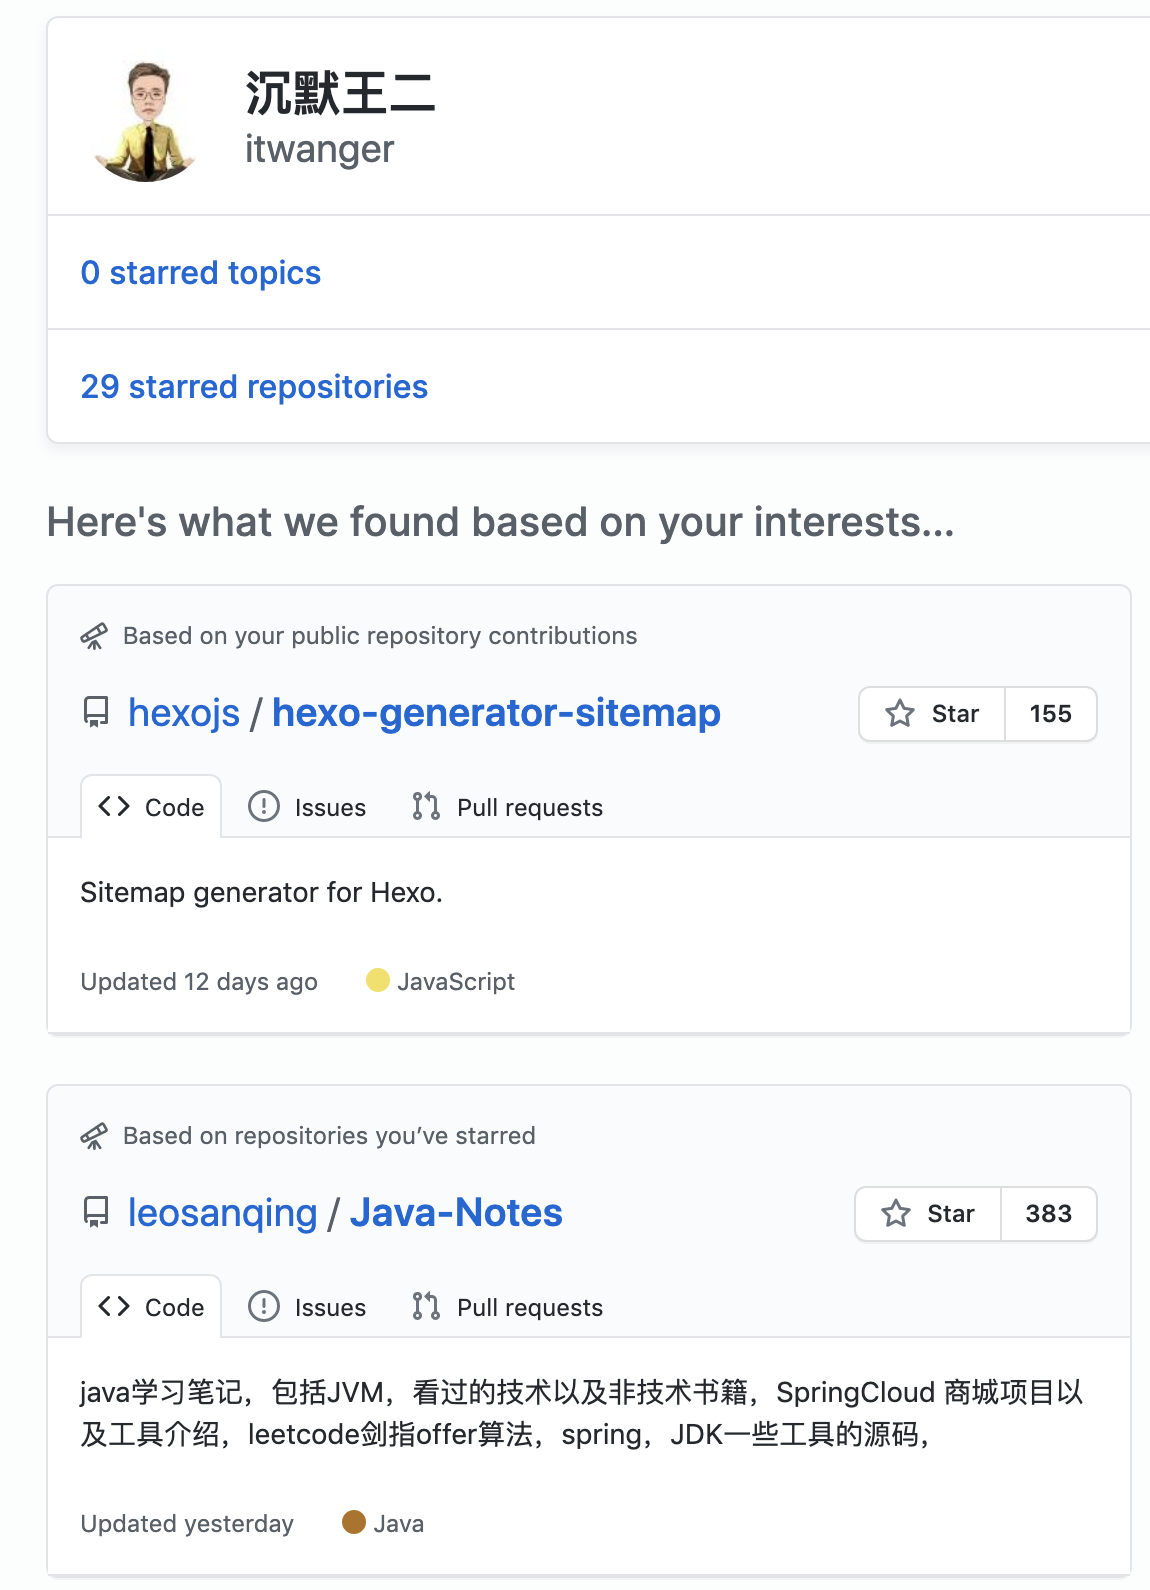 沉默王二
itwanger
0 starred topics
29 starred repositories
Here's what we found based on your interests...
Based on your public repository contributions
hexojs / hexo-generator-sitemap
Star 155
Code Issues Pull requests
Sitemap generator for Hexo.
Updated 12 days ago JavaScript
Based on repositories you’ve starred
leosanqing / Java-Notes
Star 383
Code Issues Pull requests
java学习笔记，包括JVM，看过的技术以及非技术书籍，SpringCloud 商城项目以
及工具介绍，leetcode剑指offer算法，spring，JDK一些工具的源码，
Updated yesterday Java